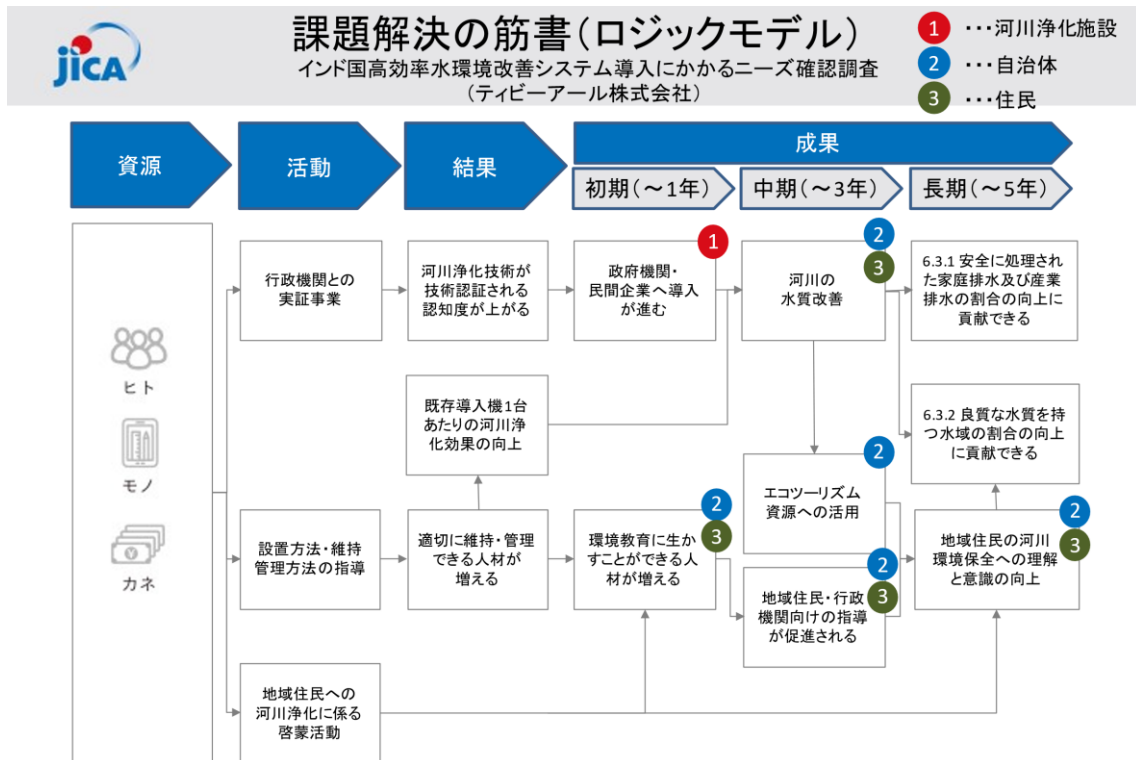 JICA
課題解決の筋書(ロジックモデル)
インド国高効率水環境改善システム導入にかかるニーズ確認調査
(ティビーアール株式会社)
1 ・・・河川浄化施設
2 ・・・自治体
3 ・・・住民
資源
活動
結果
成果
初期(～1年)
中期(～3年)
長期(～5年)
ヒト
モノ
カネ
行政機関との
実証事業
河川浄化技術が
技術認証される
認知度が上がる
1
政府機関・
民間企業へ導入
が進む
2
3
河川の
水質改善
6.3.1 安全に処理され
た家庭排水及び産業
排水の割合の向上に
貢献できる
既存導入機1台
あたりの河川浄
化効果の向上
6.3.2 良質な水質を持
つ水域の割合の向上
に貢献できる
2
エコツーリズム
資源への活用
設置方法・維持
管理方法の指導
適切に維持・管理
できる人材が
増える
2
3
環境教育に生か
すことができる人
材が増える
2
3
地域住民・行政
機関向けの指導
が促進される
2
3
地域住民の河川
環境保全への理解
と意識の向上
地域住民への
河川浄化に係る
啓蒙活動